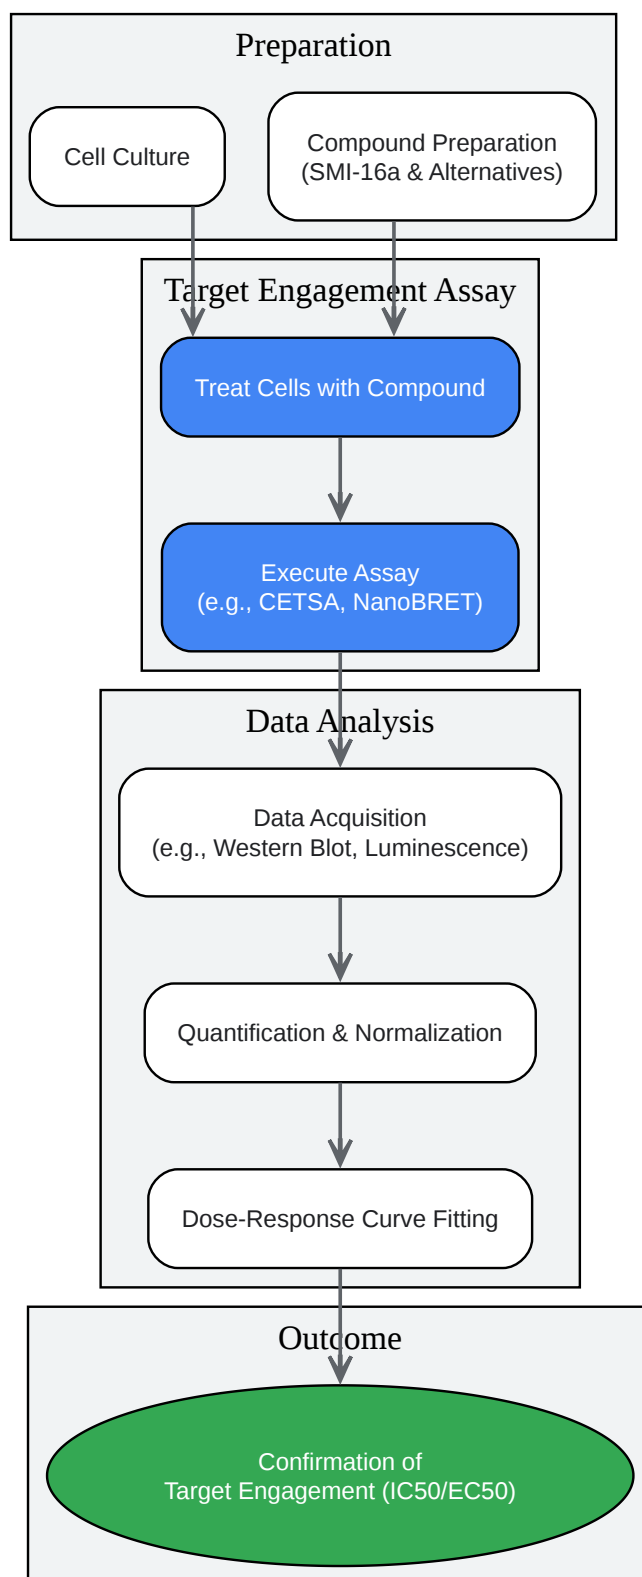 Preparation
Cell Culture
Compound Preparation
(SMI-16a & Alternatives)
Target Engagement Assay
Treat Cells with Compound
Execute Assay
(e.g., CETSA, NanoBRET)
Data Analysis
Data Acquisition
(e.g., Western Blot, Luminescence)
Quantification & Normalization
Dose-Response Curve Fitting
Outcome
Confirmation of
Target Engagement (IC50/EC50)